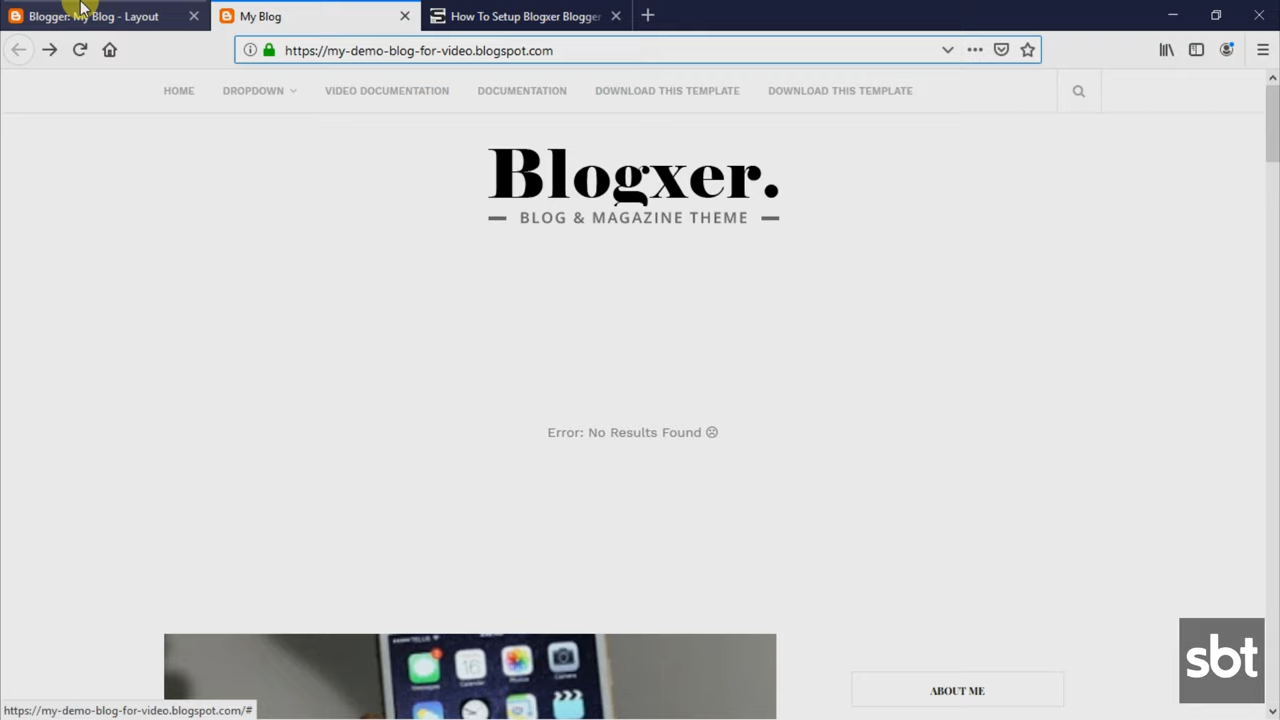 Blogger: My Blog - Layout
My Blog
How To Setup Blogxer Blogger
https://my-demo-blog-for-video.blogspot.com
HOME
DROPDOWN
VIDEO DOCUMENTATION
DOCUMENTATION
DOWNLOAD THIS TEMPLATE
DOWNLOAD THIS TEMPLATE
Blogxer.
BLOG & MAGAZINE THEME
Error: No Results Found
ABOUT ME
sbt
https://my-demo-blog-for-video.blogspot.com/#